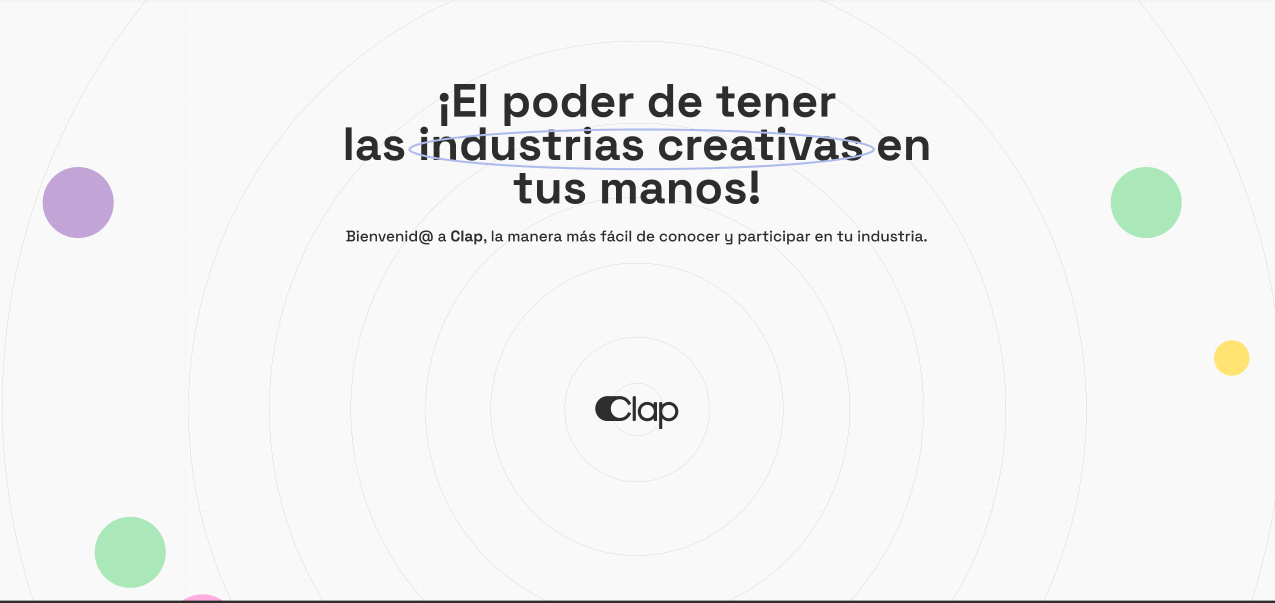 ¡El poder de tener
las industrias creativas en
tus manos!
Bienvenid@ a Clap, la manera más fácil de conocer y participar en tu industria.
Clap